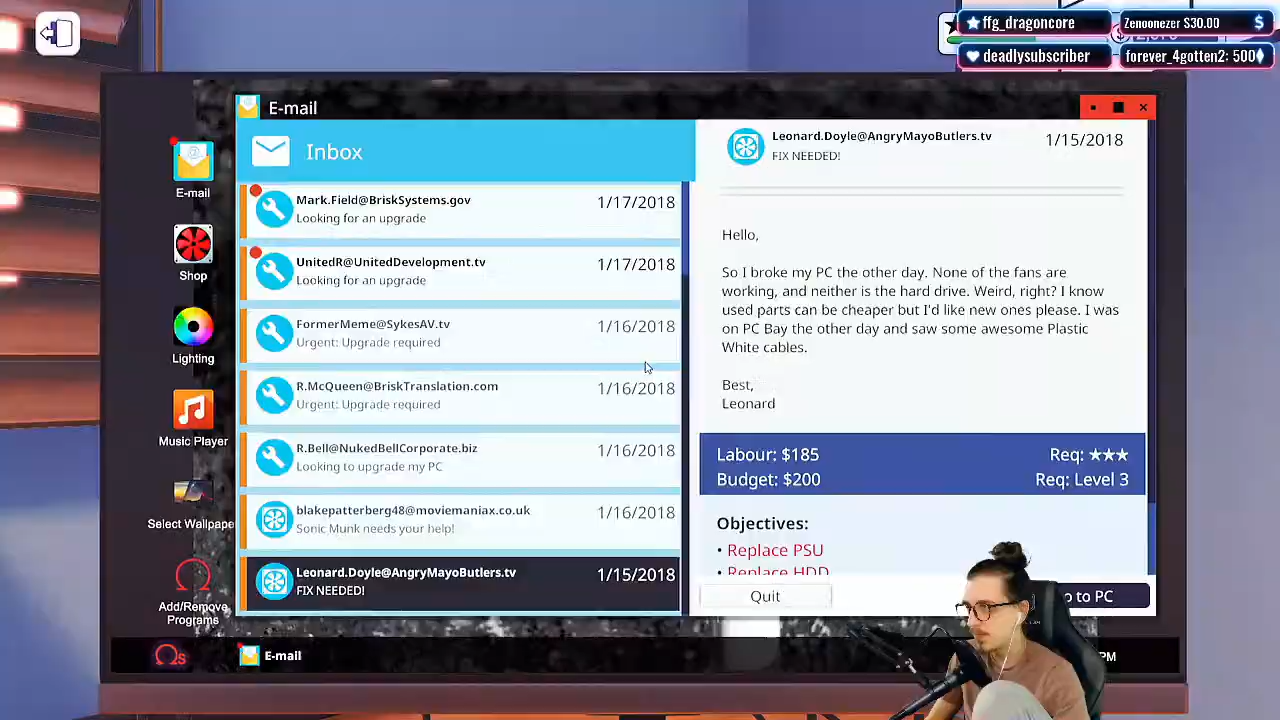 ffg_dragoncore
Zenoonezer $30.00
$
deadlysubscriber
forever_4gotten2: 500
E-mail
Inbox
Mark.Field@BriskSystems.gov
1/17/2018
Looking for an upgrade
UnitedR@UnitedDevelopment.tv
1/17/2018
Looking for an upgrade
FormerMeme@SykesAV.tv
1/16/2018
Urgent: Upgrade required
R.McQueen@BriskTranslation.com
1/16/2018
Urgent: Upgrade required
R.Bell@NukedBellCorporate.biz
1/16/2018
Looking to upgrade my PC
blakepatterberg48@moviemaniax.co.uk
1/16/2018
Sonic Munk needs your help!
Leonard.Doyle@AngryMayoButlers.tv
1/15/2018
FIX NEEDED!
E-mail
Shop
Lighting
Music Player
Select Wallpape
Add/Remove
Programs
Leonard.Doyle@AngryMayoButlers.tv
1/15/2018
FIX NEEDED!
Hello,
So I broke my PC the other day. None of the fans are
working, and neither is the hard drive. Weird, right? I know
used parts can be cheaper but I'd like new ones please. I was
on PC Bay the other day and saw some awesome Plastic
White cables.
Best,
Leonard
Labour: $185
Req: ★★★
Budget: $200
Req: Level 3
Objectives:
• Replace PSU
• Replace HDD
Quit
o to PC
E-mail
PM